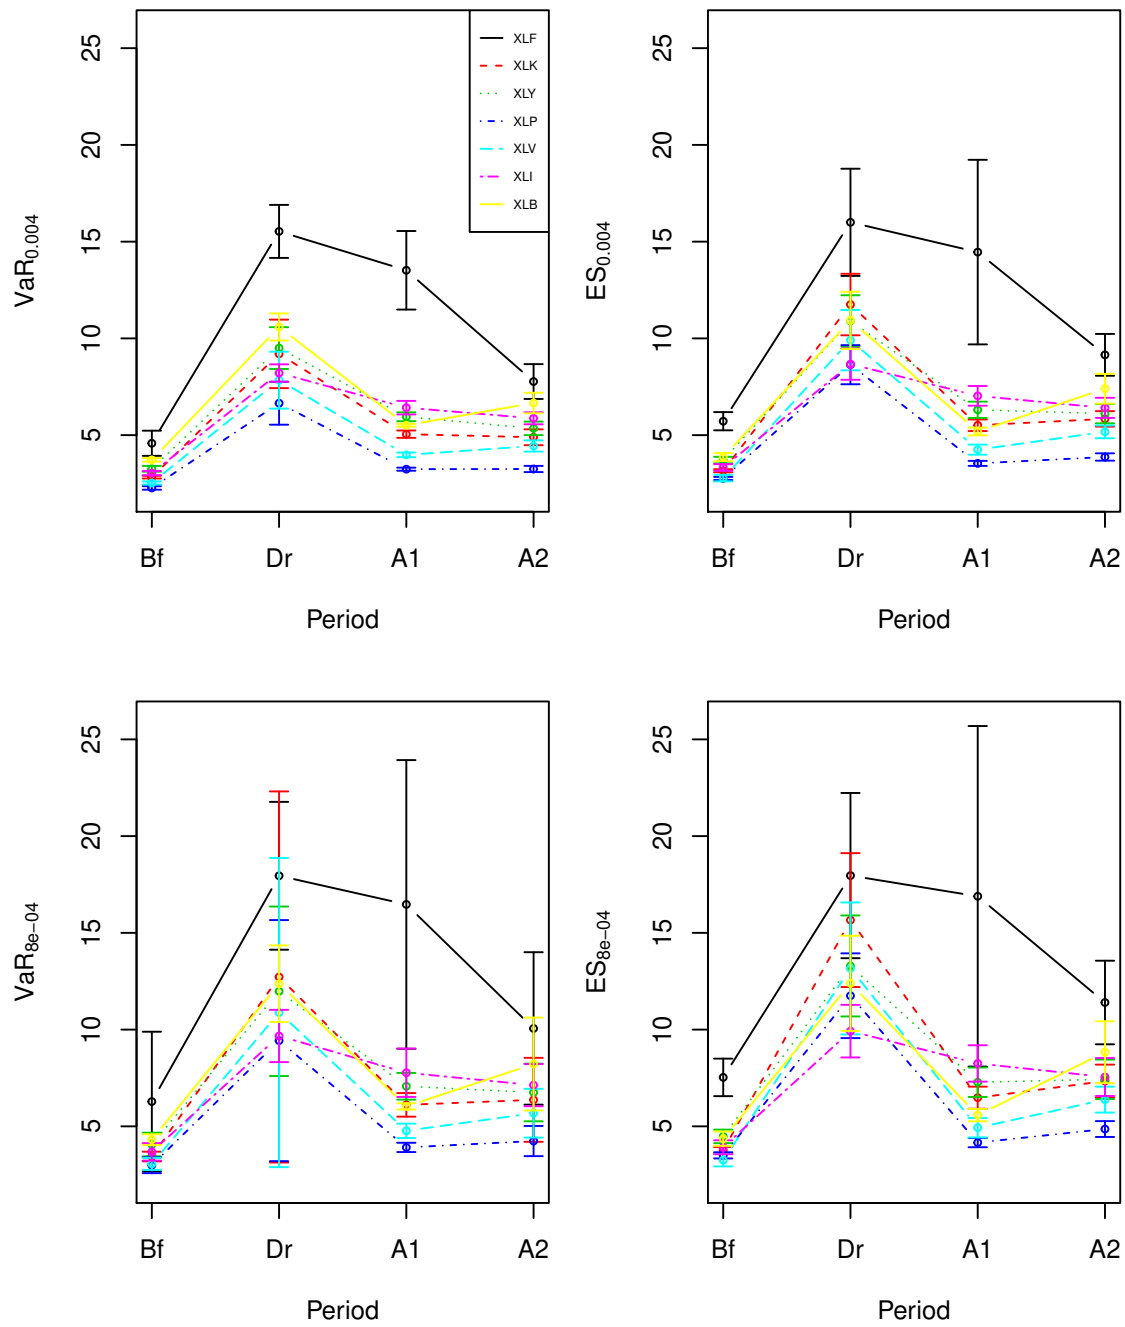 25
20
15
10
5
VaR0.004
Bf Dr A1 A2
Period
XLF
XLK
XLY
XLP
XLV
XLI
XLB
25
20
15
10
5
ES0.004
Bf Dr A1 A2
Period
25
20
15
10
5
VaR8e−04
Bf Dr A1 A2
Period
25
20
15
10
5
ES8e−04
Bf Dr A1 A2
Period